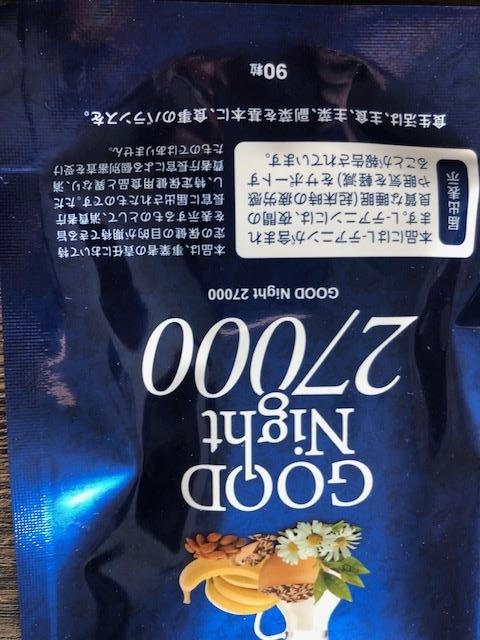 GOOD
Night
27000
GOOD Night 27000
届出表示
本品にはL-テアニンが含まれ
ます。L-テアニンには、夜間の
良質な睡眠(起床時の疲労感
や眠気を軽減)をサポートす
ることが報告されています。
本品は、事業者の責任において特
定の保健の目的が期待できる旨
を表示するものとして、消費者庁
長官に届出されたものです。ただ
し、特定保健用食品と異なり、消
費者庁長官による個別審査を受け
たものではありません。
食生活は、主食、主菜、副菜を基本に、食事のバランスを。
90粒